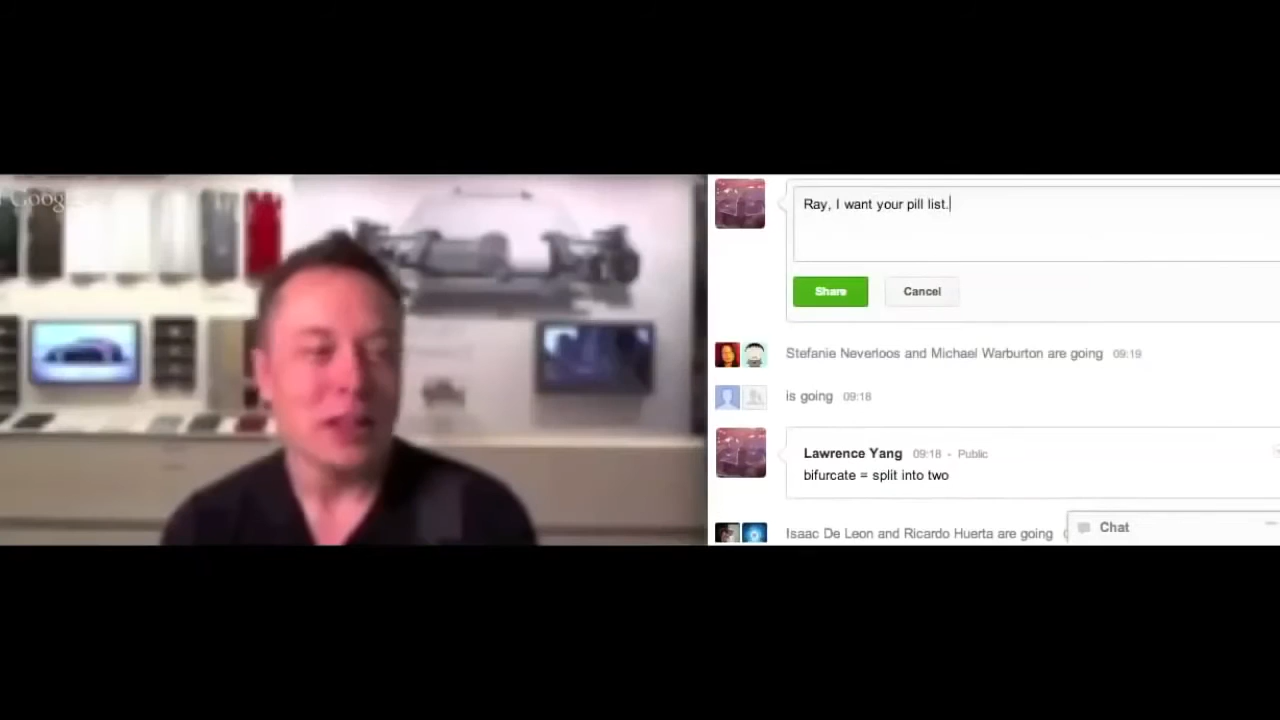 Google
Ray, I want your pill list.
Share
Cancel
Stefanie Neverloos and Michael Warburton are going 09:19
is going 09:18
Lawrence Yang 09:18 - Public
bifurcate = split into two
Isaac De Leon and Ricardo Huerta are going
Chat